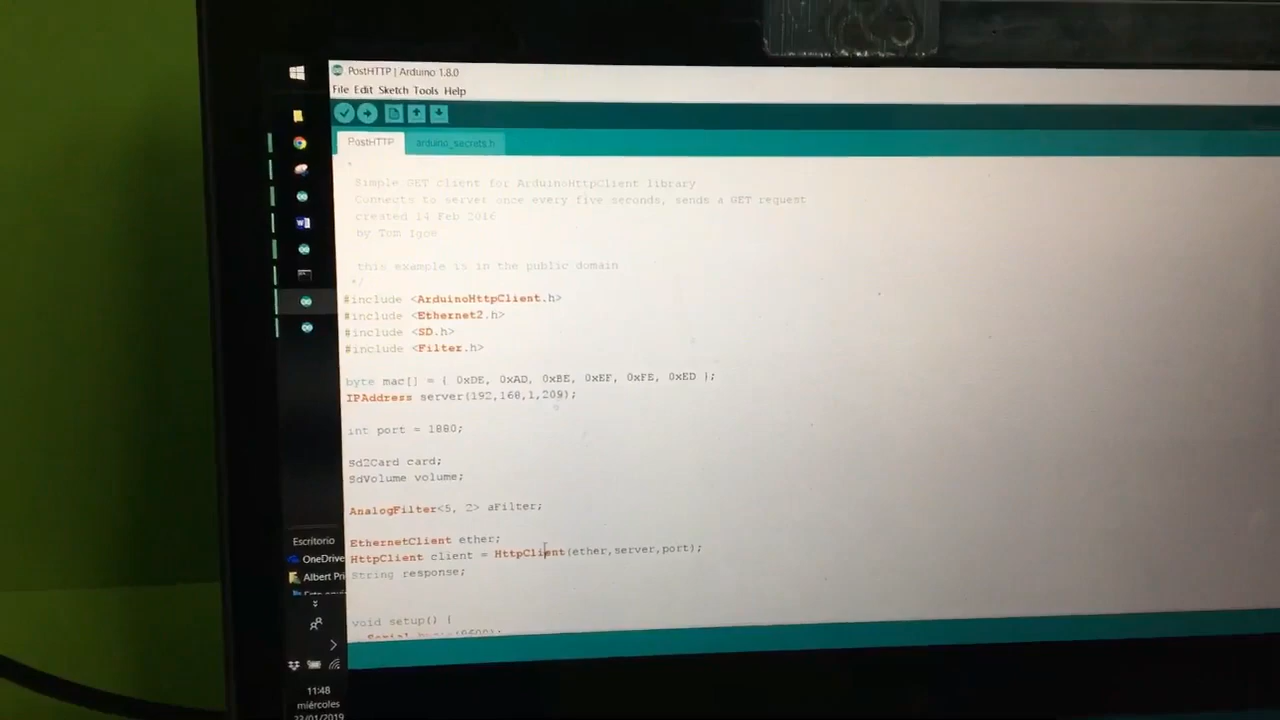 PostHTTP | Arduino 1.8.0
File Edit Sketch Tools Help
PostHTTP arduino_secrets.h
*
Simple GET client for ArduinoHttpClient library
Connects to server once every five seconds, sends a GET request
created 14 Feb 2016
by Tom Igoe
this example is in the public domain
*/
#include <ArduinoHttpClient.h>
#include <Ethernet2.h>
#include <SD.h>
#include <Filter.h>
byte mac[] = { 0xDE, 0xAD, 0xBE, 0xEF, 0xFE, 0xED };
IPAddress server(192,168,1,209);
int port = 1880;
Sd2Card card;
SdVolume volume;
AnalogFilter<5, 2> aFilter;
EthernetClient ether;
HttpClient client = HttpClient(ether,server,port);
String response;
void setup() {
Escritorio
OneDrive
Albert Pri
11:48
miércoles